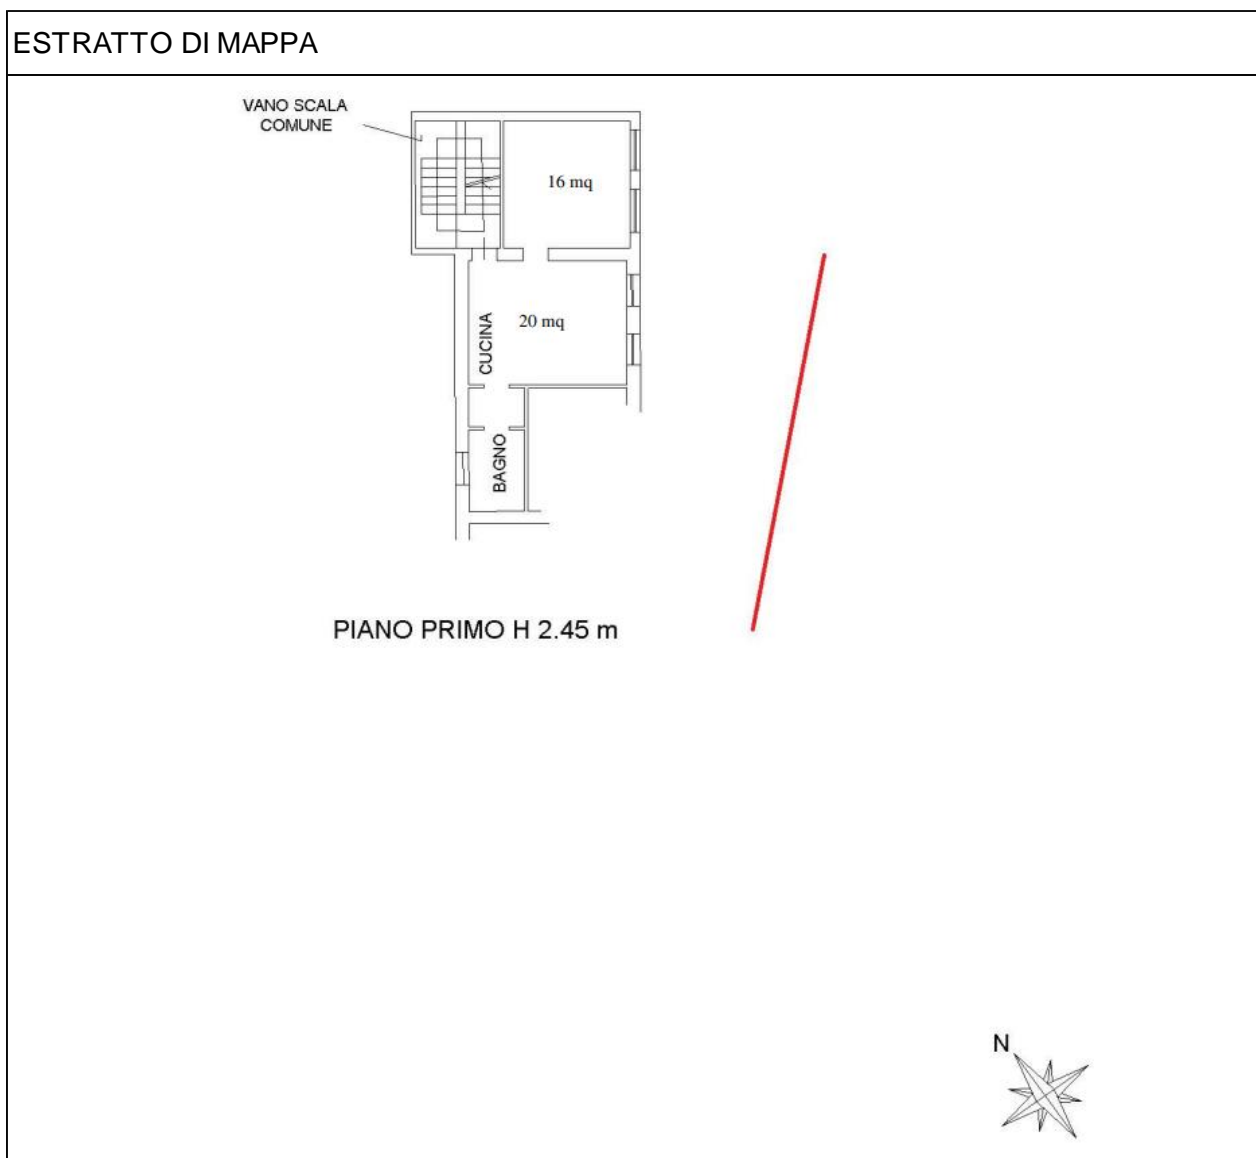 ESTRATTO DI MAPPA
VANO SCALA
COMUNE
16 mq
20 mq
CUCINA
BAGNO
PIANO PRIMO H 2.45 m
N